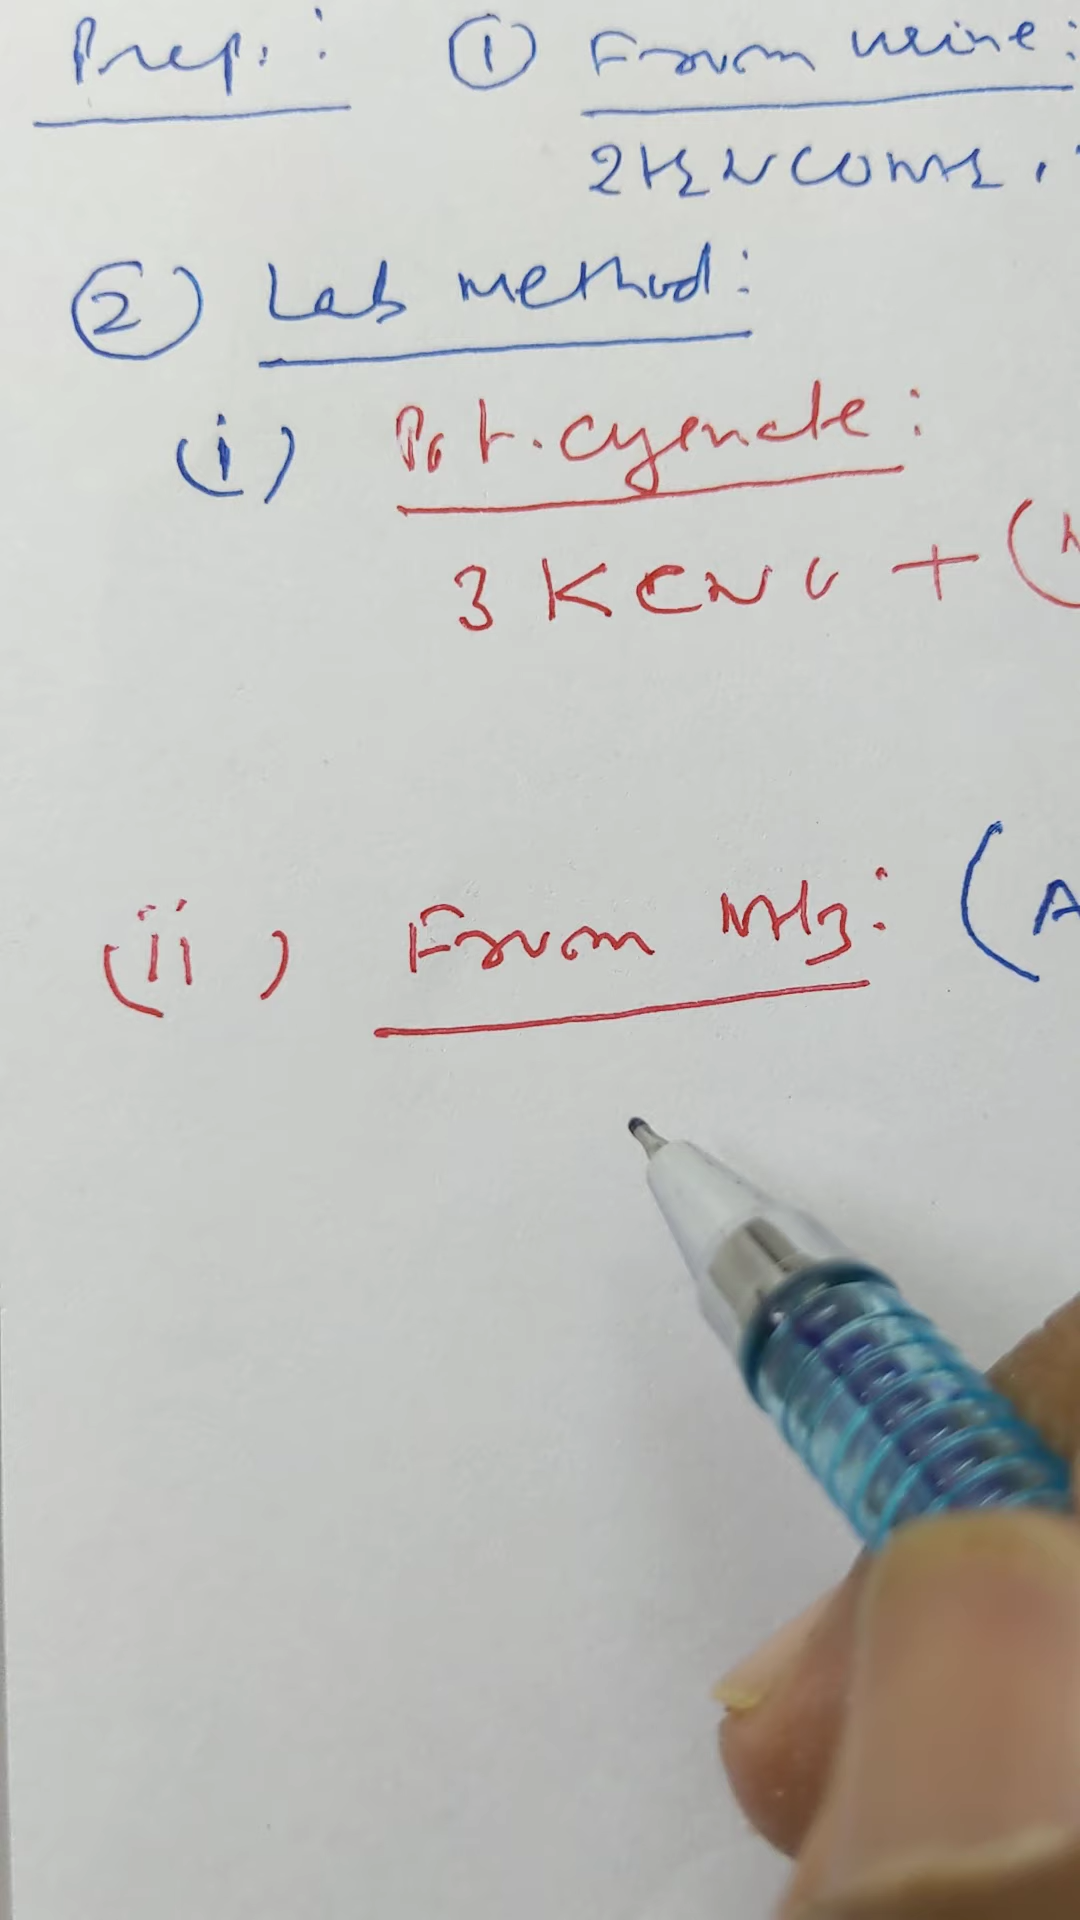 Prep. : ① From urine :
2H2NCONH2 .
② Lab method :
(i) Pot. cyanate :
3 KCNO + (
(ii) From NH3 : (A